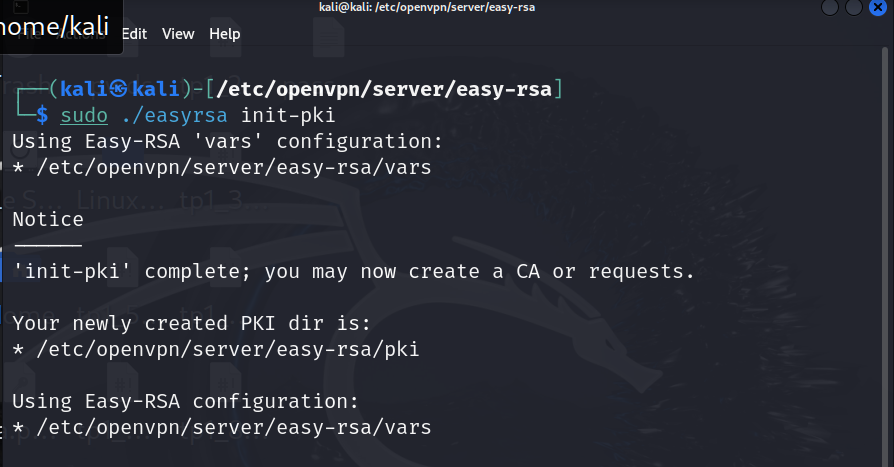 kali@kali: /etc/openvpn/server/easy-rsa
home/kali
File Actions Edit View Help
┌──(kali㉿kali)-[/etc/openvpn/server/easy-rsa]
└─$ sudo ./easyrsa init-pki
Using Easy-RSA 'vars' configuration:
* /etc/openvpn/server/easy-rsa/vars
Notice
------
'init-pki' complete; you may now create a CA or requests.
Your newly created PKI dir is:
* /etc/openvpn/server/easy-rsa/pki
Using Easy-RSA configuration:
* /etc/openvpn/server/easy-rsa/vars